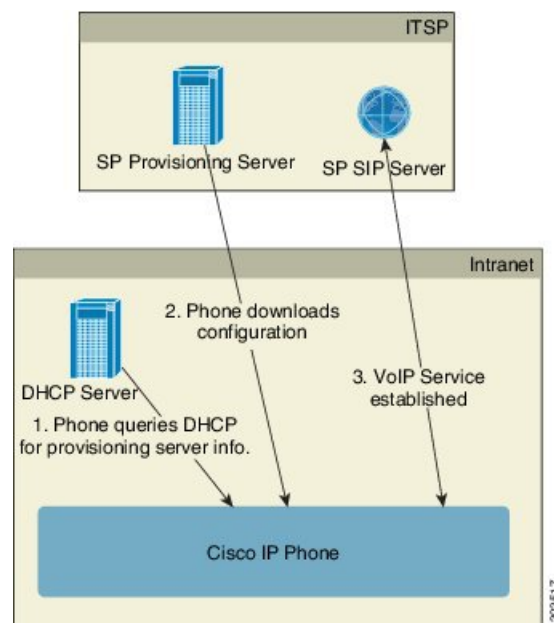 ITSP
SP Provisioning Server
SP SIP Server
Intranet
2. Phone downloads
configuration
DHCP Server
3. VoIP Service
established
1. Phone queries DHCP
for provisioning server info.
Cisco IP Phone